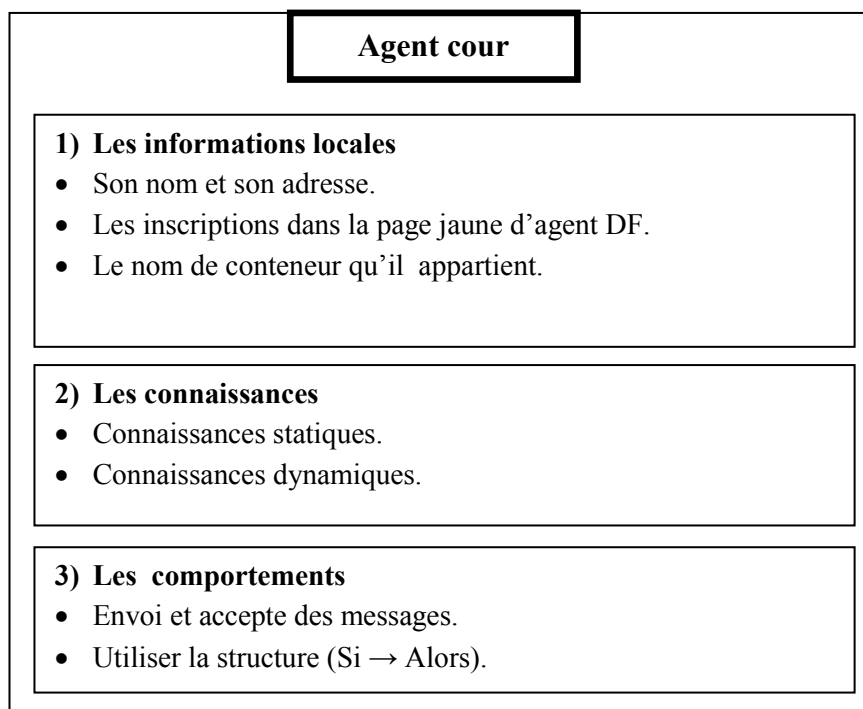 Agent cour
1) Les informations locales
• Son nom et son adresse.
• Les inscriptions dans la page jaune d’agent DF.
• Le nom de conteneur qu’il appartient.
2) Les connaissances
• Connaissances statiques.
• Connaissances dynamiques.
3) Les comportements
• Envoi et accepte des messages.
• Utiliser la structure (Si → Alors).